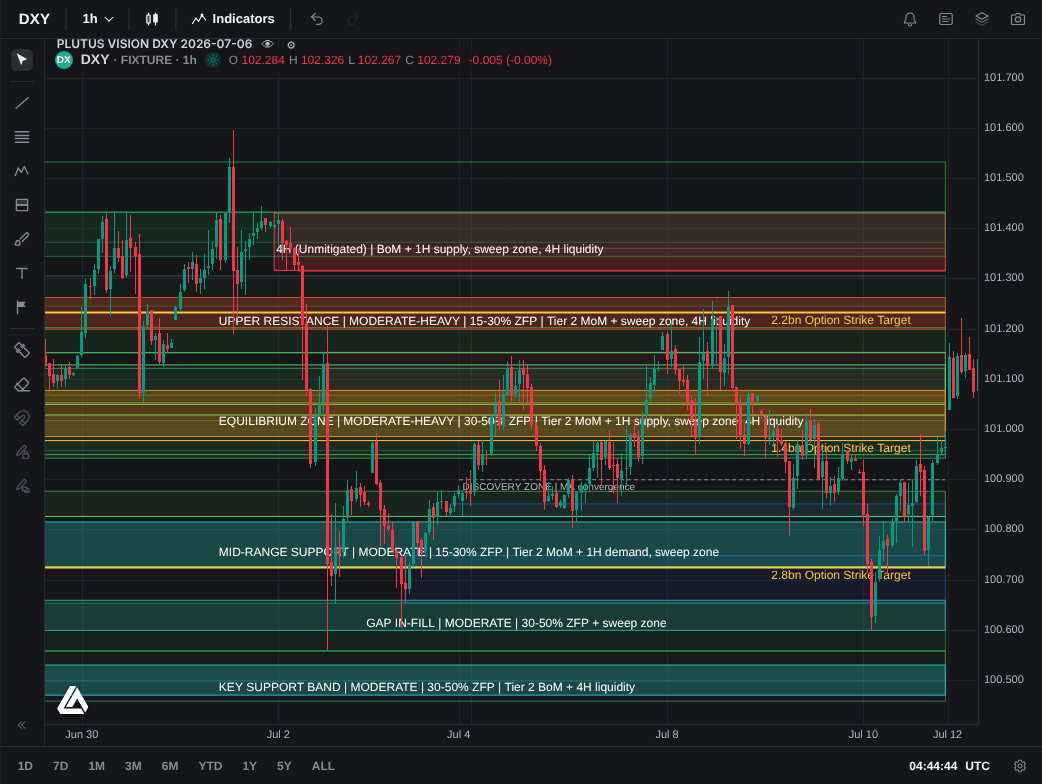 DXY 1h Indicators
PLUTUS VISION DXY 2026-07-06
DX DXY · FIXTURE · 1h O 102.284 H 102.326 L 102.267 C 102.279 -0.005 (-0.00%)
101.700
101.600
101.500
101.400
4H (Unmitigated) | BoM + 1H supply, sweep zone, 4H liquidity
101.300
UPPER RESISTANCE | MODERATE-HEAVY | 15-30% ZFP | Tier 2 MoM + sweep zone, 4H liquidity
2.2bn Option Strike Target
101.200
101.100
EQUILIBRIUM ZONE | MODERATE-HEAVY | 30-50% ZFP | Tier 2 MoM + 1H supply, sweep zone, 4H liquidity
101.000
1.4bn Option Strike Target
100.900
DISCOVERY ZONE | MA convergence
100.800
MID-RANGE SUPPORT | MODERATE | 15-30% ZFP | Tier 2 MoM + 1H demand, sweep zone
2.8bn Option Strike Target
100.700
GAP IN-FILL | MODERATE | 30-50% ZFP + sweep zone
100.600
KEY SUPPORT BAND | MODERATE | 30-50% ZFP | Tier 2 BoM + 4H liquidity
100.500
Jun 30 Jul 2 Jul 4 Jul 8 Jul 10 Jul 12
1D 7D 1M 3M 6M YTD 1Y 5Y ALL 04:44:44 UTC